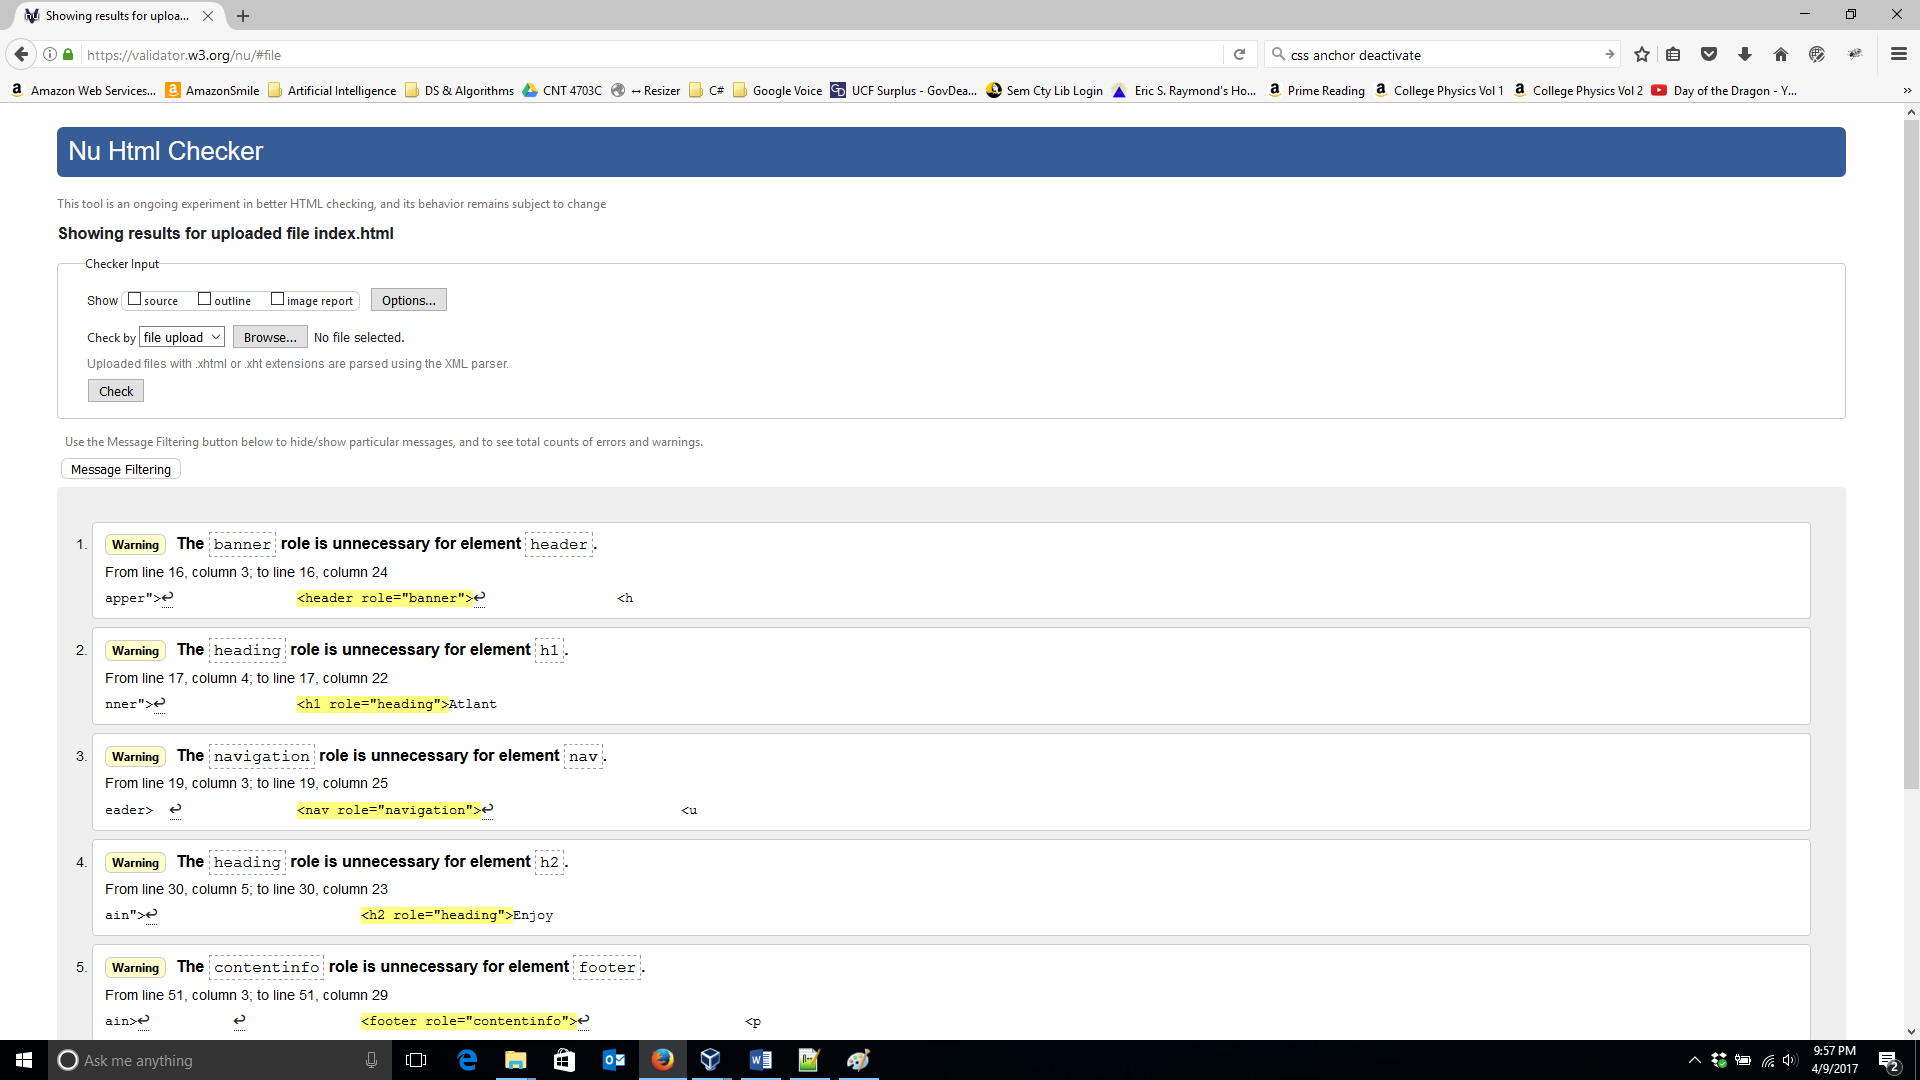 Showing results for uploa...
https://validator.w3.org/nu/#file
css anchor deactivate
Amazon Web Services... AmazonSmile Artificial Intelligence DS & Algorithms CNT 4703C ↔ Resizer C# Google Voice UCF Surplus - GovDea... Sem Cty Lib Login Eric S. Raymond's Ho... Prime Reading College Physics Vol 1 College Physics Vol 2 Day of the Dragon - Y...
Nu Html Checker
This tool is an ongoing experiment in better HTML checking, and its behavior remains subject to change
Showing results for uploaded file index.html
Checker Input
Show source outline image report Options...
Check by file upload Browse... No file selected.
Uploaded files with .xhtml or .xht extensions are parsed using the XML parser.
Check
Use the Message Filtering button below to hide/show particular messages, and to see total counts of errors and warnings.
Message Filtering
1. Warning The banner role is unnecessary for element header.
From line 16, column 3; to line 16, column 24
apper">↩ <header role="banner">↩ <h
2. Warning The heading role is unnecessary for element h1.
From line 17, column 4; to line 17, column 22
nner">↩ <h1 role="heading">Atlant
3. Warning The navigation role is unnecessary for element nav.
From line 19, column 3; to line 19, column 25
eader> ↩ <nav role="navigation">↩ <u
4. Warning The heading role is unnecessary for element h2.
From line 30, column 5; to line 30, column 23
ain">↩ <h2 role="heading">Enjoy
5. Warning The contentinfo role is unnecessary for element footer.
From line 51, column 3; to line 51, column 29
ain>↩ ↩ <footer role="contentinfo">↩ <p
Ask me anything
9:57 PM
4/9/2017
2